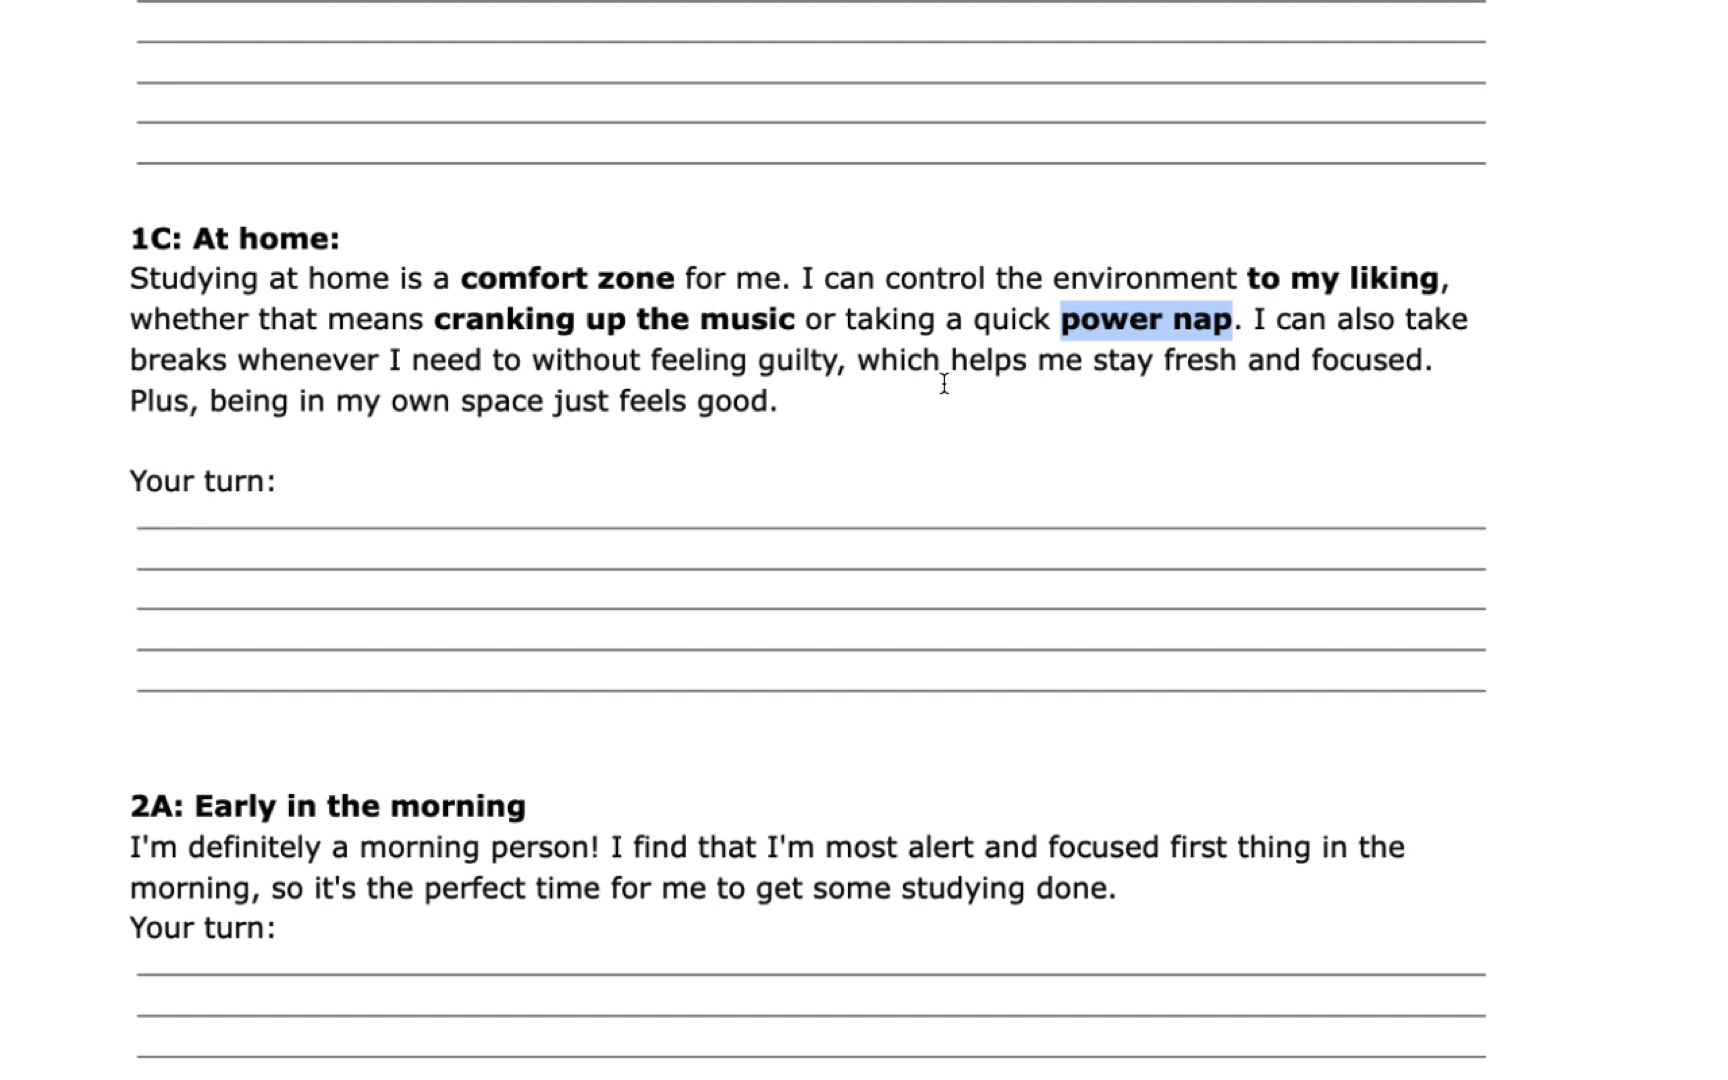 1C: At home:
Studying at home is a comfort zone for me. I can control the environment to my liking,
whether that means cranking up the music or taking a quick power nap. I can also take
breaks whenever I need to without feeling guilty, which helps me stay fresh and focused.
Plus, being in my own space just feels good.
Your turn:
2A: Early in the morning
I'm definitely a morning person! I find that I'm most alert and focused first thing in the
morning, so it's the perfect time for me to get some studying done.
Your turn: